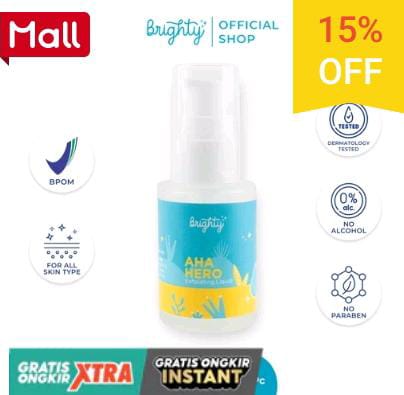 Mall
Brighty
OFFICIAL
SHOP
15%
OFF
BPOM
FOR ALL
SKIN TYPE
TESTED
DERMATOLOGY
TESTED
0%
alc.
NO
ALCOHOL
NO
PARABEN
Brighty
AHA
HERO
Exfoliating Liquid
GRATIS
ONGKIR
XTRA
GRATIS ONGKIR
INSTANT